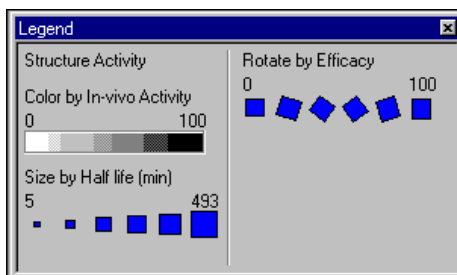 Legend
Structure Activity
Color by In-vivo Activity
0 100
Size by Half life (min)
5 493
Rotate by Efficacy
0 100